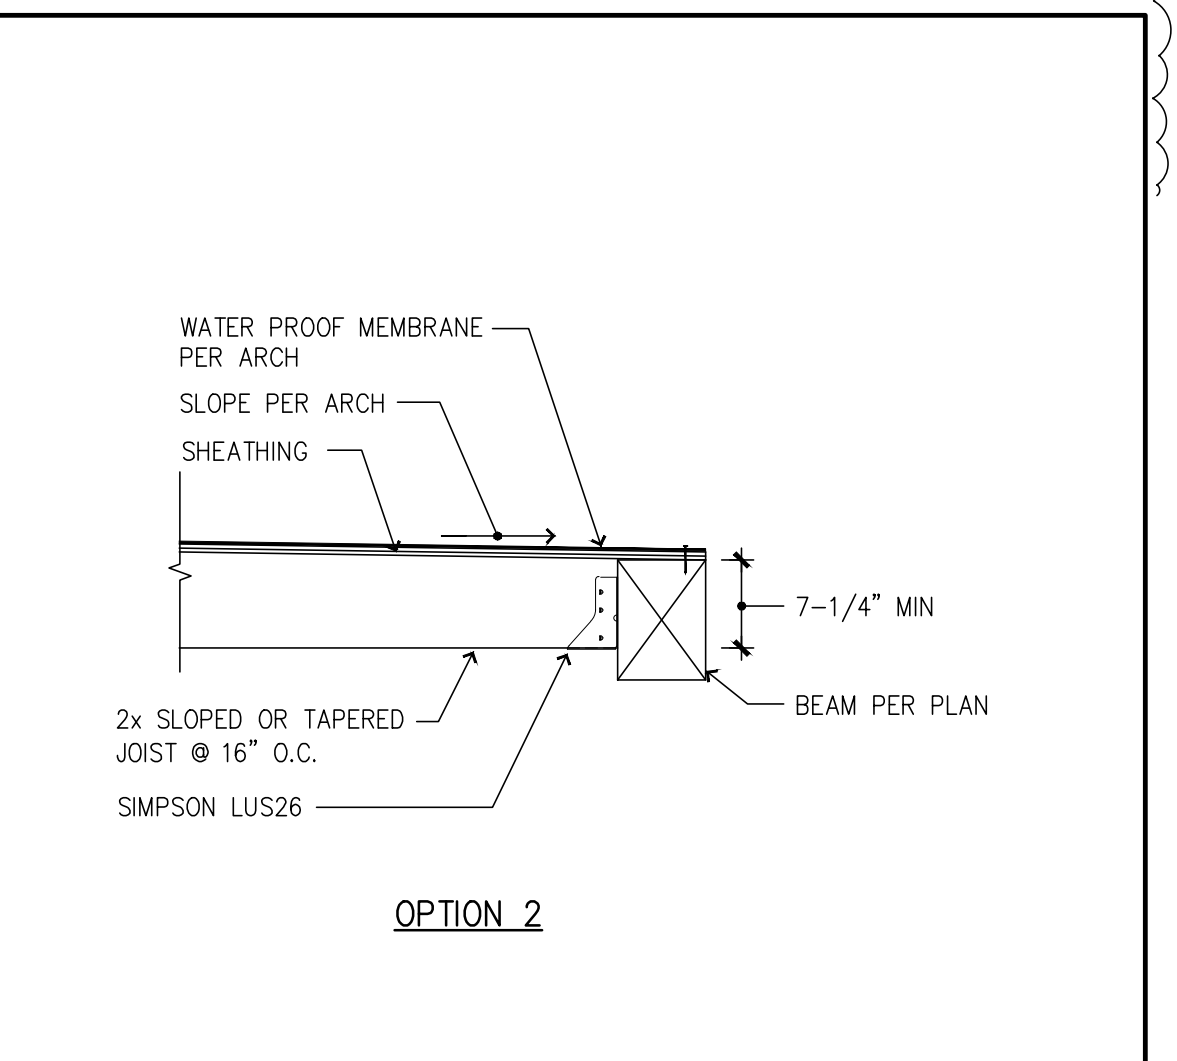 WATER PROOF MEMBRANE
PER ARCH
SLOPE PER ARCH
SHEATHING
7-1/4" MIN
BEAM PER PLAN
2x SLOPED OR TAPERED
JOIST @ 16" O.C.
SIMPSON LUS26
OPTION 2